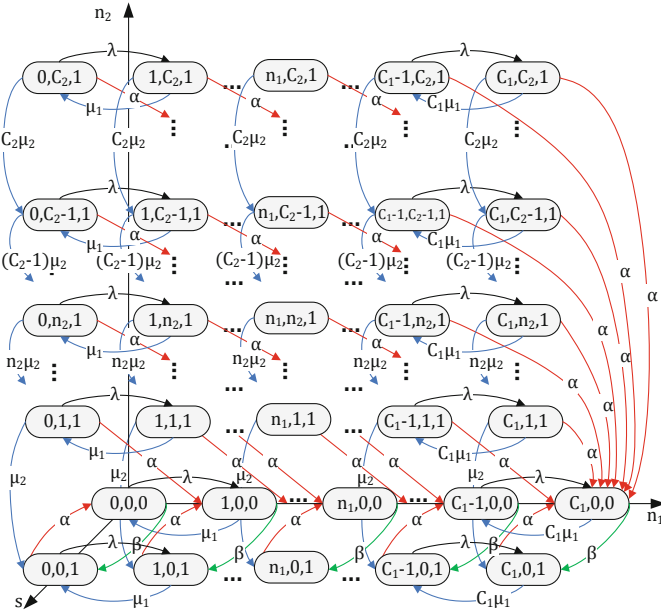 n₂
λ λ
0,C₂,1 1,C₂,1 ... n₁,C₂,1 ... C₁-1,C₂,1 C₁,C₂,1
μ₁ α α α C₁μ₁ α
C₂μ₂ C₂μ₂ C₂μ₂ C₂μ₂ C₂μ₂
λ λ
0,C₂-1,1 1,C₂-1,1 ... n₁,C₂-1,1 ... C₁-1,C₂-1,1 C₁,C₂-1,1
μ₁ α α α C₁μ₁
(C₂-1)μ₂ (C₂-1)μ₂ (C₂-1)μ₂ (C₂-1)μ₂ (C₂-1)μ₂
α α
λ ... λ
0,n₂,1 1,n₂,1 ... n₁,n₂,1 ... C₁-1,n₂,1 C₁,n₂,1
α
μ₁ α α α C₁μ₁
n₂μ₂ n₂μ₂ n₂μ₂ n₂μ₂ n₂μ₂
α
λ ... λ
α
0,1,1 1,1,1 ... n₁,1,1 ... C₁-1,1,1 C₁,1,1
μ₁ C₁μ₁
α α α α α
μ₂ μ₂ μ₂ μ₂ μ₂
λ λ
0,0,0 1,0,0 ... n₁,0,0 ... C₁-1,0,0 C₁,0,0
n₁
α α α α
μ₁ C₁μ₁
λ β β λ β β
0,0,1 1,0,1 ... n₁,0,1 ... C₁-1,0,1 C₁,0,1
μ₁ C₁μ₁
s